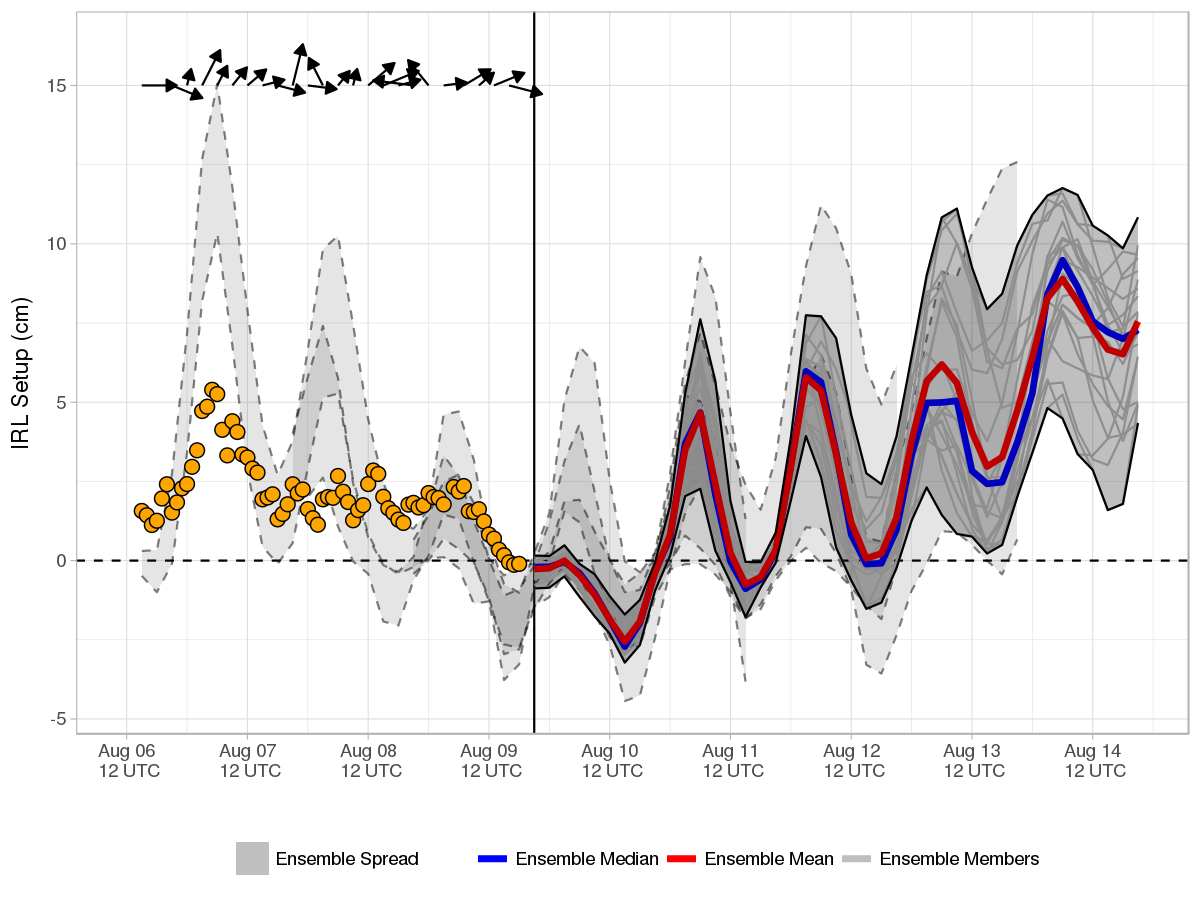 IRL Setup (cm)
15
10
5
0
-5
Aug 06
12 UTC
Aug 07
12 UTC
Aug 08
12 UTC
Aug 09
12 UTC
Aug 10
12 UTC
Aug 11
12 UTC
Aug 12
12 UTC
Aug 13
12 UTC
Aug 14
12 UTC
Ensemble Spread
Ensemble Median
Ensemble Mean
Ensemble Members